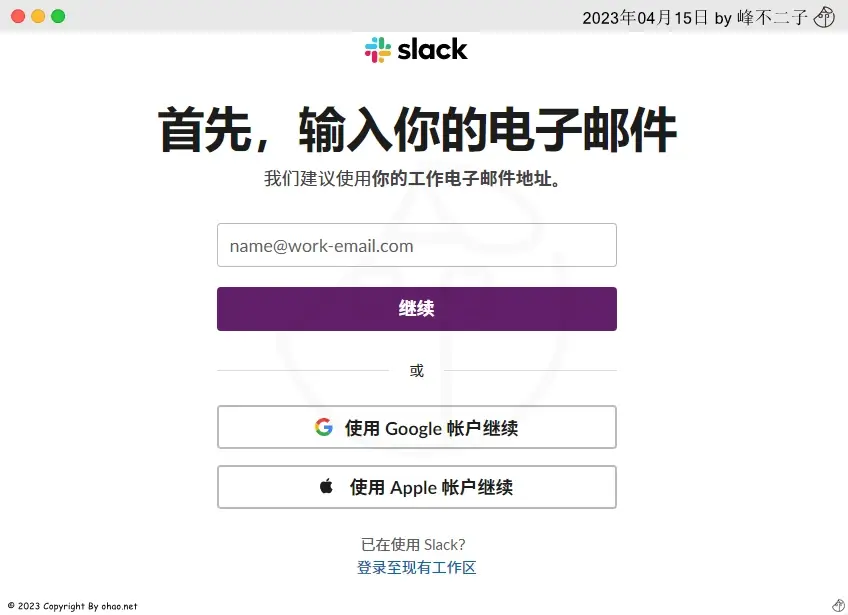 2023年04月15日 by 峰不二子
slack
首先，输入你的电子邮件
我们建议使用你的工作电子邮件地址。
name@work-email.com
继续
或
使用 Google 帐户继续
使用 Apple 帐户继续
已在使用 Slack？
登录至现有工作区
© 2023 Copyright By ohao.net